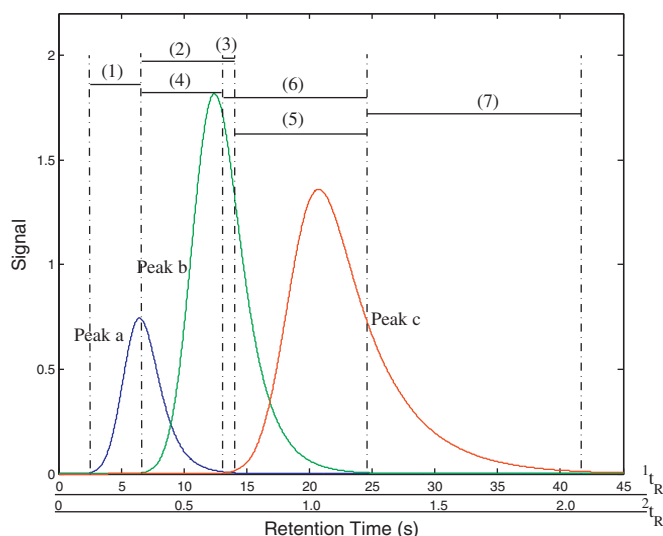 2
(1)
(2)
(3)
(4)
(6)
(7)
(5)
1.5
Signal
1
Peak b
Peak a
Peak c
0.5
0
0 5 10 15 20 25 30 35 40 45 ¹tR
0 0.5 1.0 1.5 2.0 ²tR
Retention Time (s)